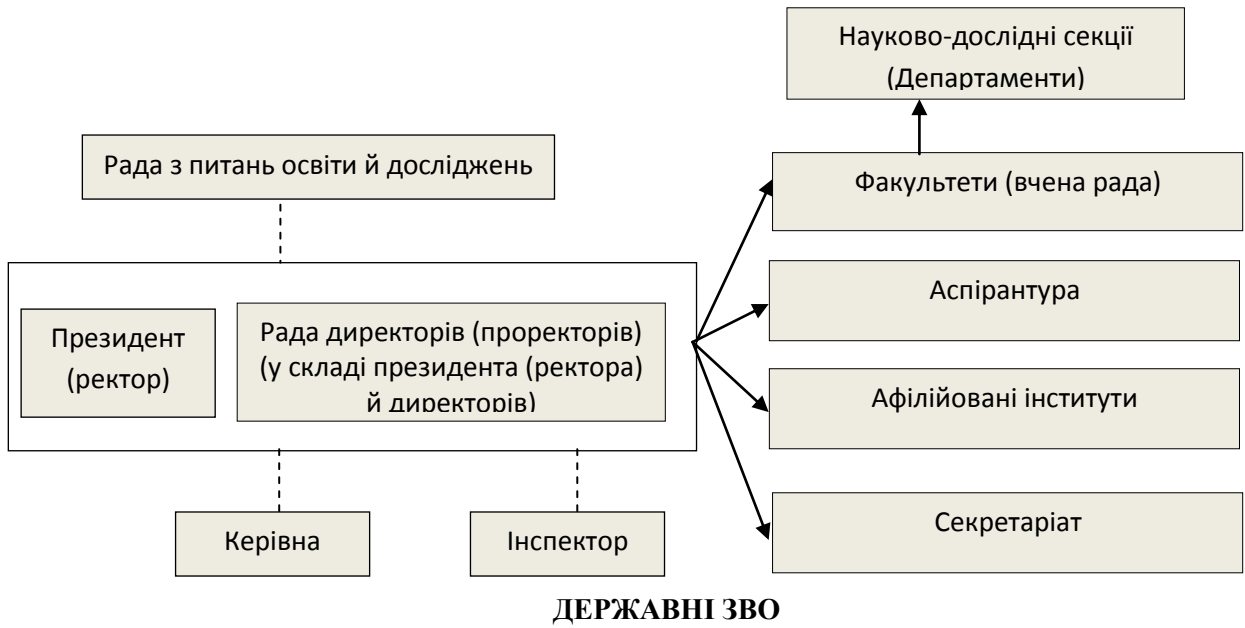 Науково-дослідні секції
(Департаменти)
Рада з питань освіти й досліджень
Факультети (вчена рада)
Президент
(ректор)
Рада директорів (проректорів)
(у складі президента (ректора)
й директорів)
Аспірантура
Афілійовані інститути
Секретаріат
Керівна
Інспектор
ДЕРЖАВНІ ЗВО